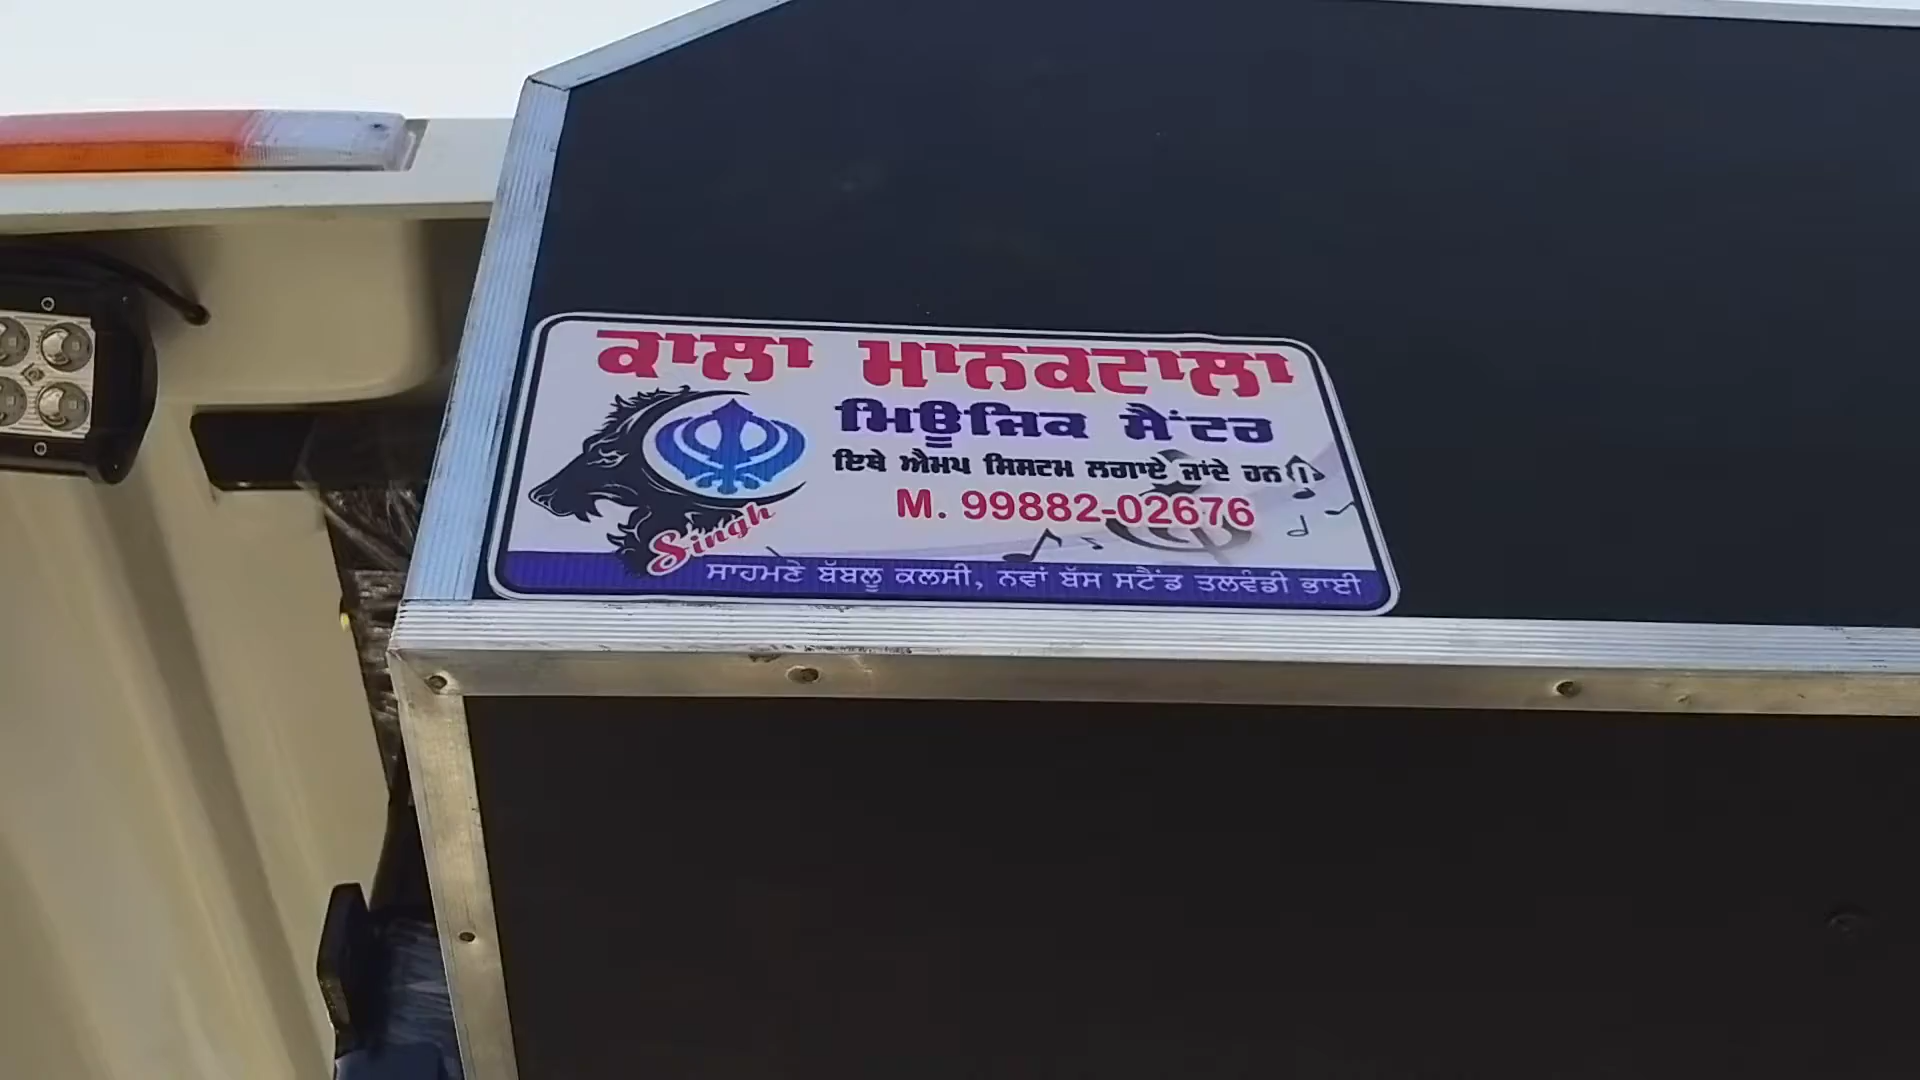 ਕਾਲਾ ਮਾਨਕਟਾਲਾ
ਮਿਊਜ਼ਿਕ ਸੈਂਟਰ
ਇਥੇ ਐਮਪ ਸਿਸਟਮ ਲਗਾਏ ਜਾਂਦੇ ਹਨ।
M. 99882-02676
Singh
ਸਾਹਮਣੇ ਬੱਬਲੂ ਕਲਸੀ, ਨਵਾਂ ਬੱਸ ਸਟੈਂਡ ਤਲਵੰਡੀ ਭਾਈ